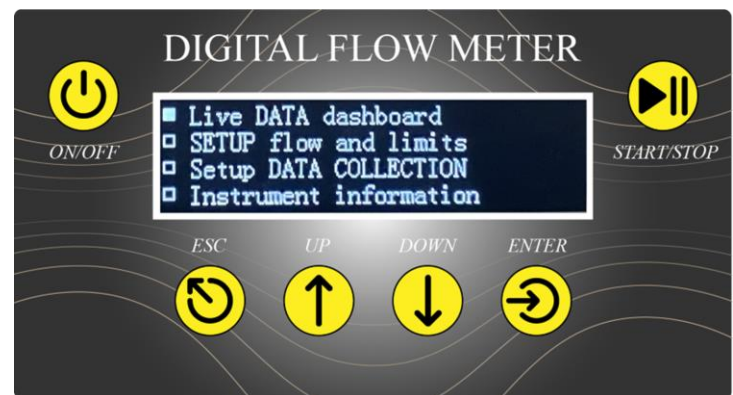 DIGITAL FLOW METER
ON/OFF
Live DATA dashboard
SETUP flow and limits
Setup DATA COLLECTION
Instrument information
START/STOP
ESC UP DOWN ENTER